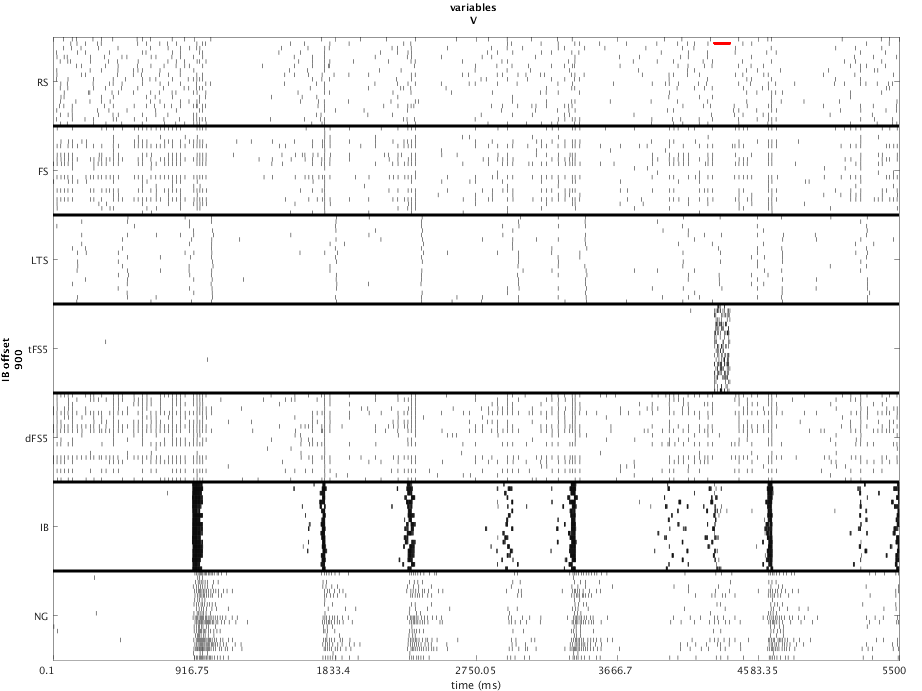 variables
V
RS
FS
LTS
tFS5
dFS5
IB
NG
IB offset
900
0.1
916.75
1833.4
2750.05
3666.7
4583.35
5500
time (ms)